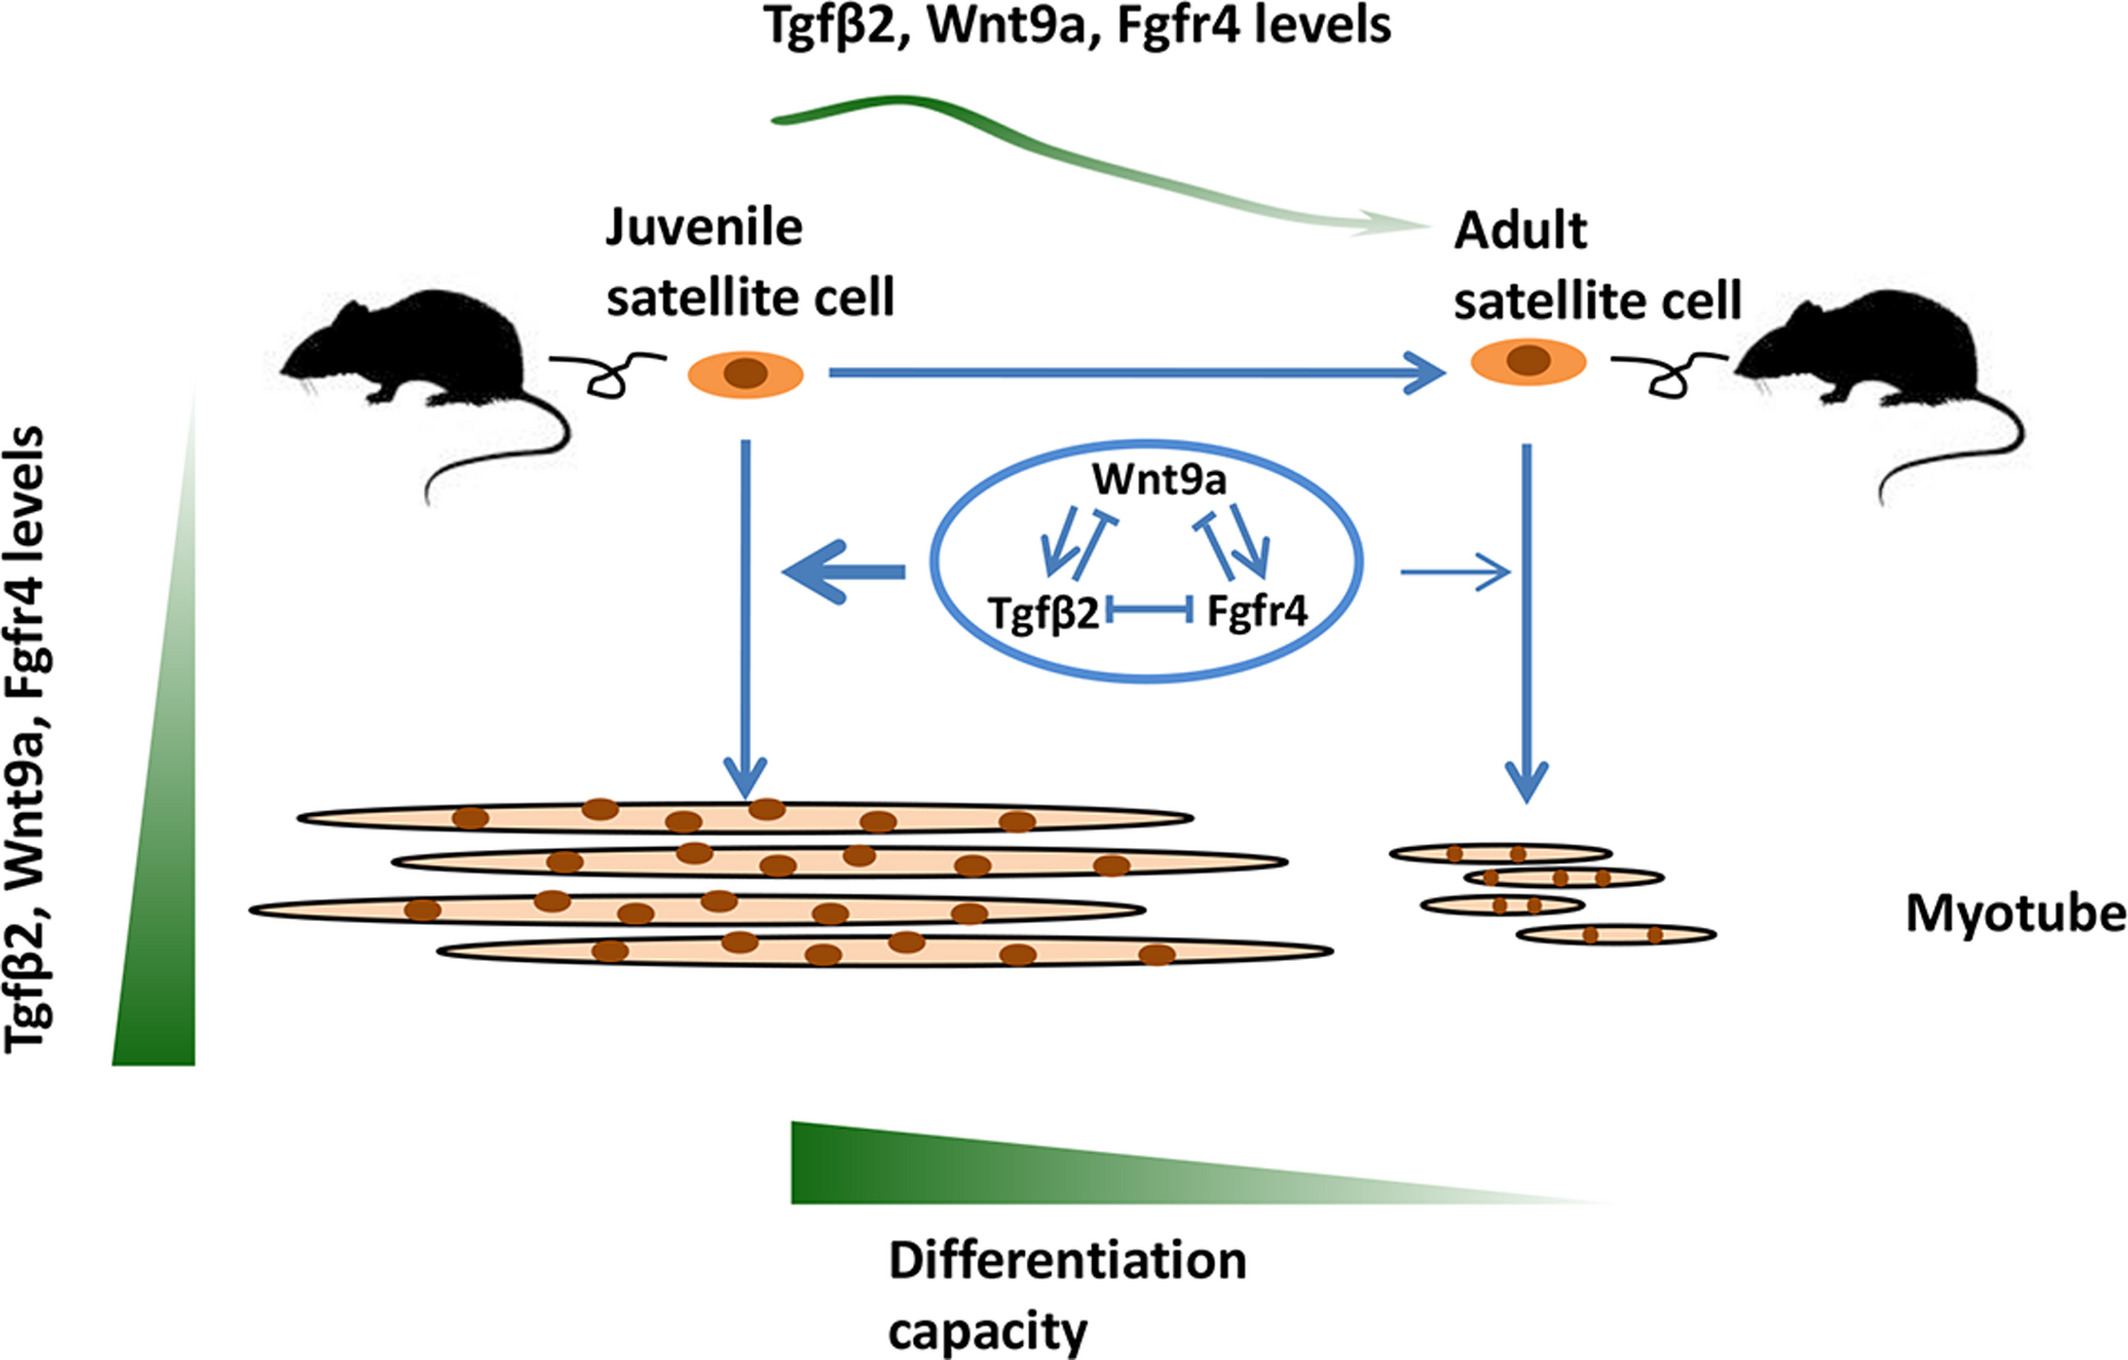 Tgfβ2, Wnt9a, Fgfr4 levels
Juvenile
satellite cell
Adult
satellite cell
Wnt9a
Tgfβ2
Fgfr4
Tgfβ2, Wnt9a, Fgfr4 levels
Myotube
Differentiation
capacity